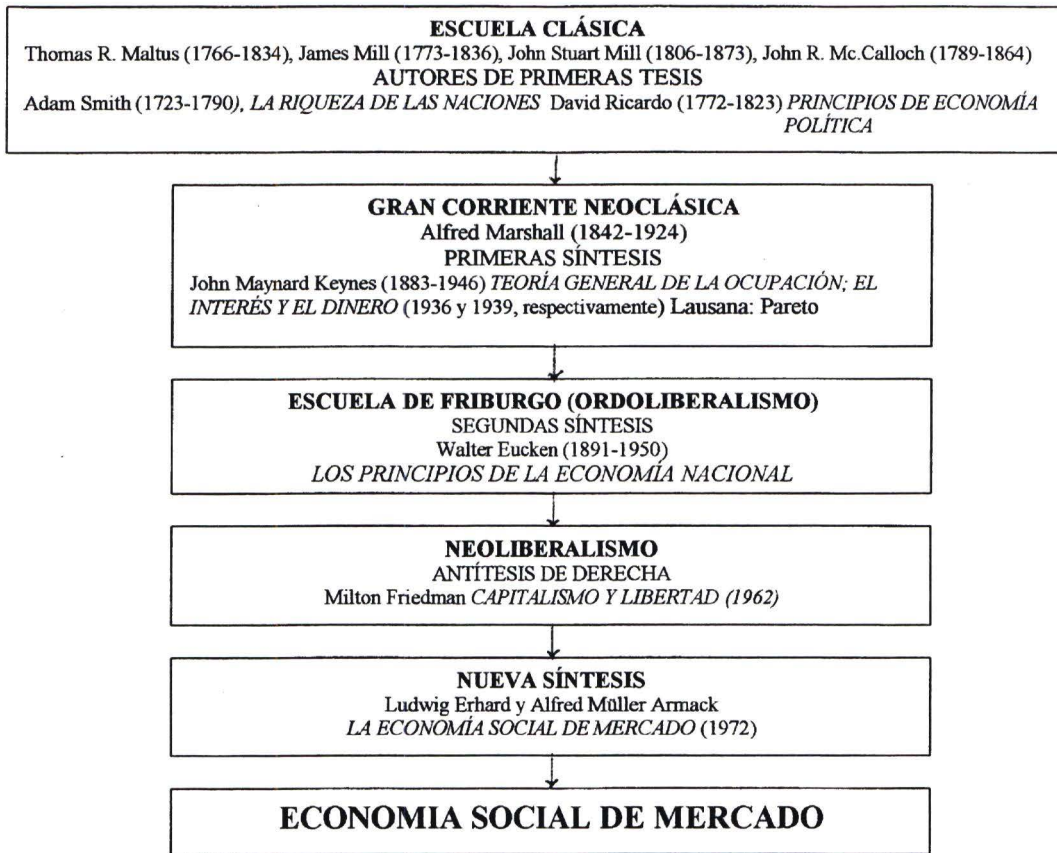 ESCUELA CLÁSICA
Thomas R. Maltus (1766-1834), James Mill (1773-1836), John Stuart Mill (1806-1873), John R. Mc.Calloch (1789-1864)
AUTORES DE PRIMERAS TESIS
Adam Smith (1723-1790), LA RIQUEZA DE LAS NACIONES David Ricardo (1772-1823) PRINCIPIOS DE ECONOMÍA
POLÍTICA
GRAN CORRIENTE NEOCLÁSICA
Alfred Marshall (1842-1924)
PRIMERAS SÍNTESIS
John Maynard Keynes (1883-1946) TEORÍA GENERAL DE LA OCUPACIÓN; EL
INTERÉS Y EL DINERO (1936 y 1939, respectivamente) Lausana: Pareto
ESCUELA DE FRIBURGO (ORDOLIBERALISMO)
SEGUNDAS SÍNTESIS
Walter Eucken (1891-1950)
LOS PRINCIPIOS DE LA ECONOMÍA NACIONAL
NEOLIBERALISMO
ANTÍTESIS DE DERECHA
Milton Friedman CAPITALISMO Y LIBERTAD (1962)
NUEVA SÍNTESIS
Ludwig Erhard y Alfred Müller Armack
LA ECONOMÍA SOCIAL DE MERCADO (1972)
ECONOMIA SOCIAL DE MERCADO